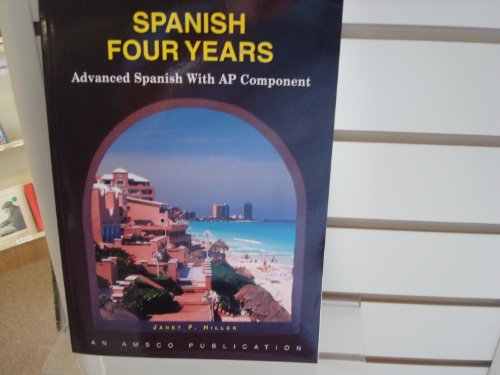 SPANISH
FOUR YEARS
Advanced Spanish With AP Component
JANET F. HILLER
AN AMSCO PUBLICATION